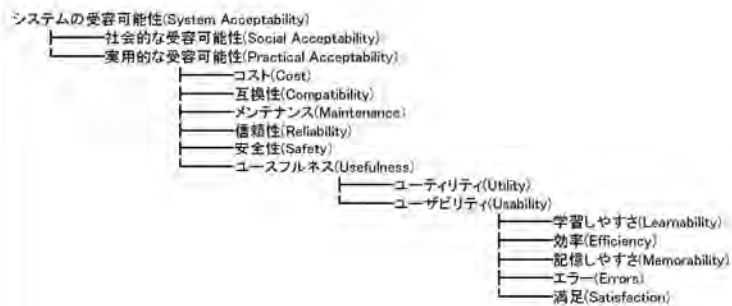 システムの受容可能性(System Acceptability)
社会的な受容可能性(Social Acceptability)
実用的な受容可能性(Practical Acceptability)
コスト(Cost)
互換性(Compatibility)
メンテナンス(Maintenance)
信頼性(Reliability)
安全性(Safety)
ユースフルネス(Usefulness)
ユーティリティ(Utility)
ユーザビリティ(Usability)
学習しやすさ(Learnability)
効率(Efficiency)
記憶しやすさ(Memorability)
エラー(Errors)
満足(Satisfaction)